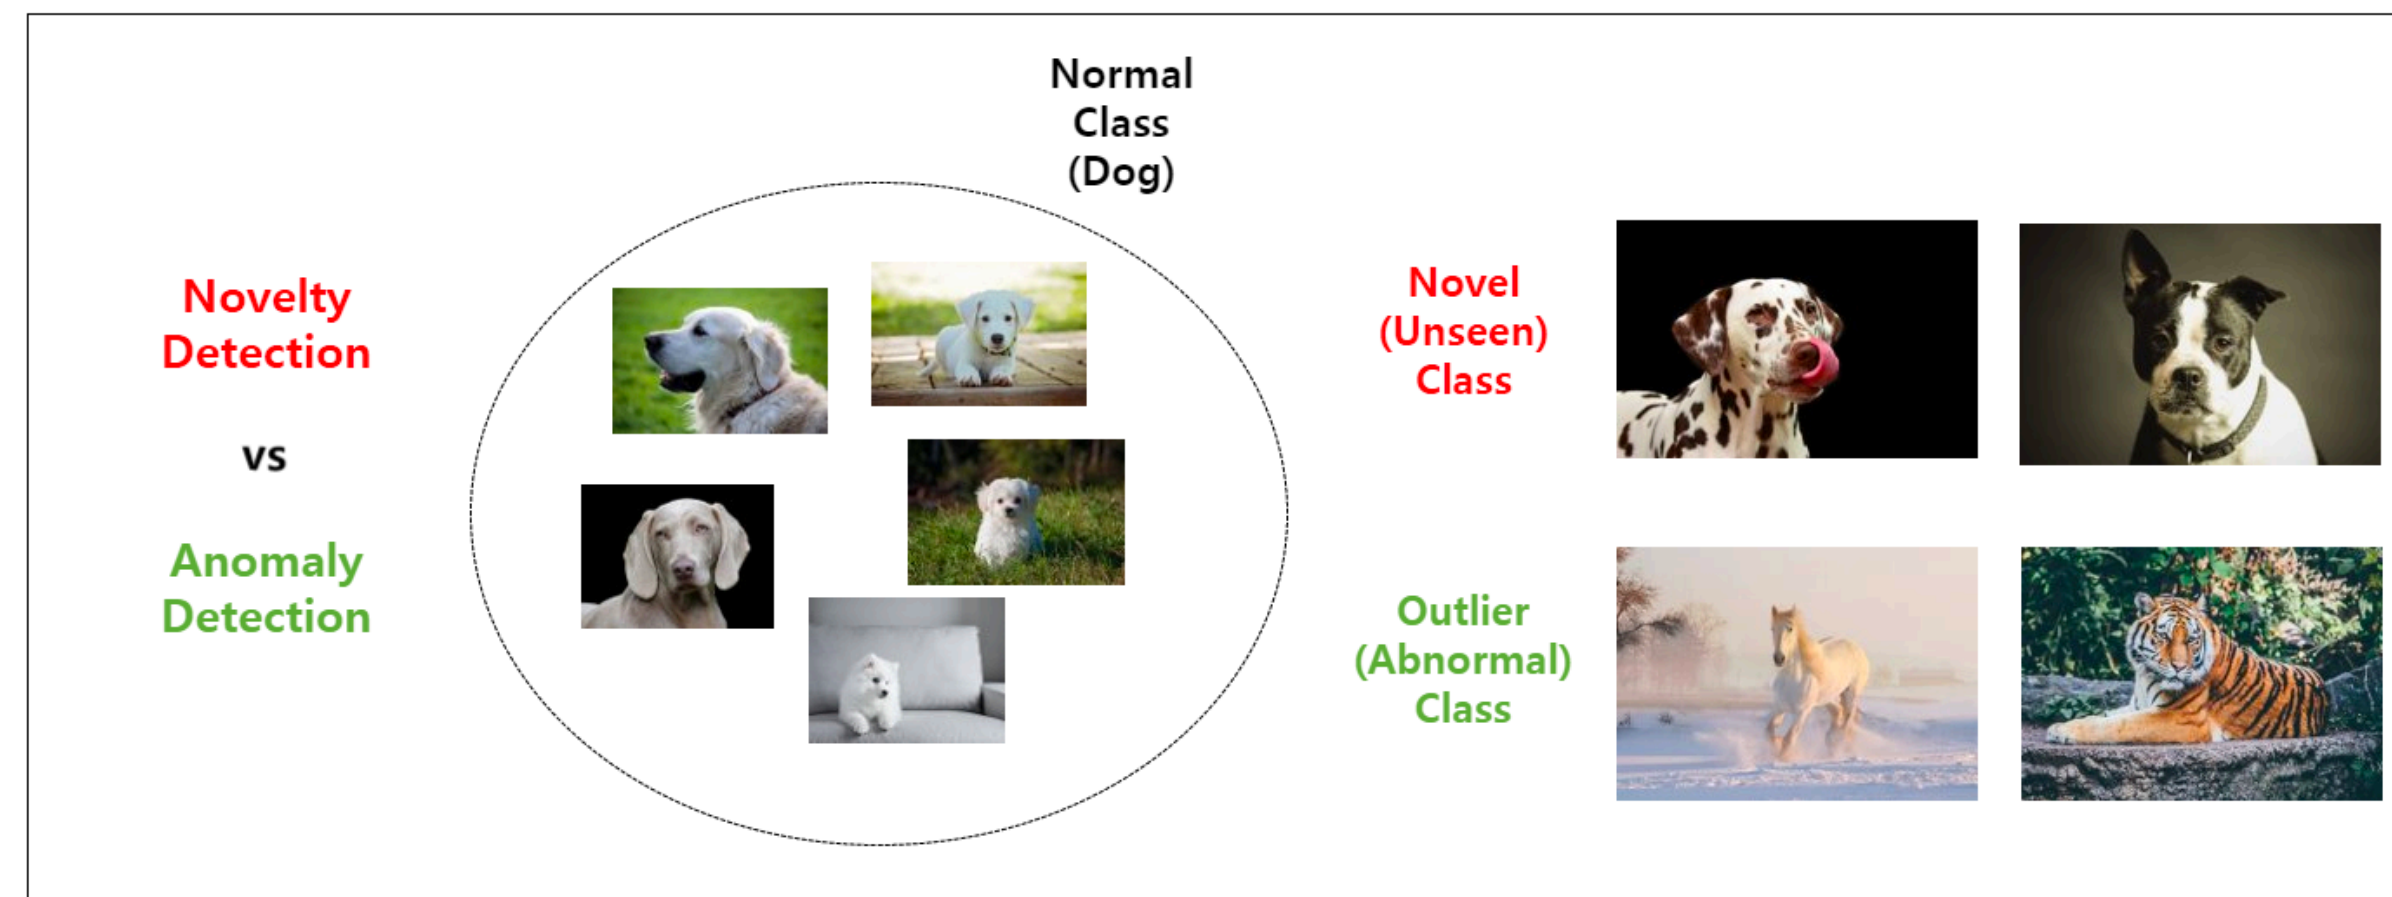 Normal
Class
(Dog)
Novelty
Detection
vs
Anomaly
Detection
Novel
(Unseen)
Class
Outlier
(Abnormal)
Class